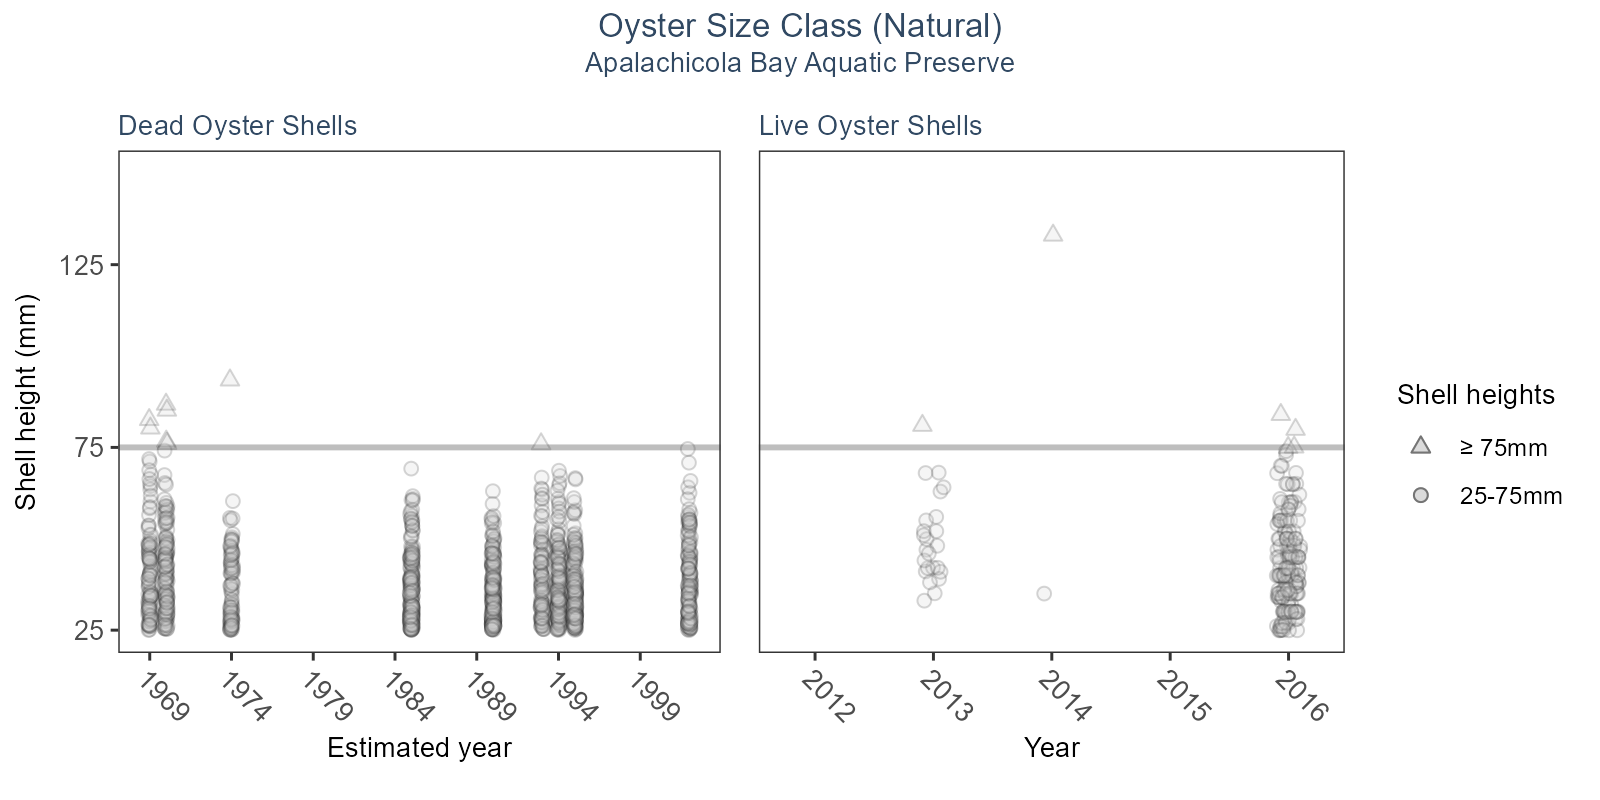 Oyster Size Class (Natural)
Apalachicola Bay Aquatic Preserve
Dead Oyster Shells
Live Oyster Shells
Shell height (mm)
125
75
25
1969
1974
1979
1984
1989
1994
1999
Estimated year
2012
2013
2014
2015
2016
Year
Shell heights
≥ 75mm
25-75mm